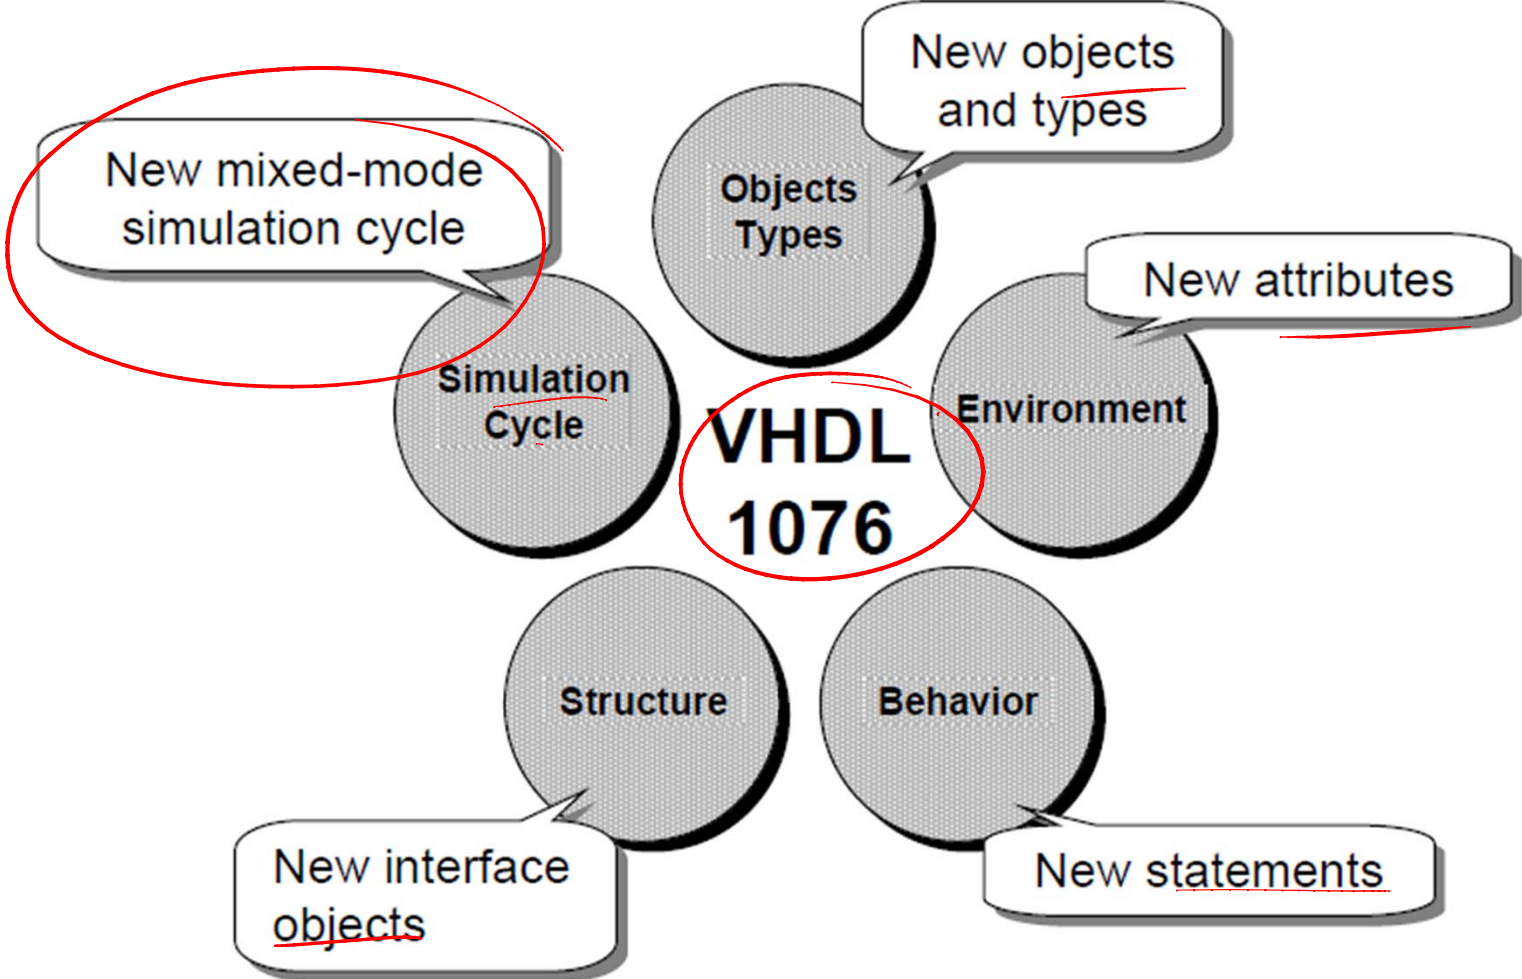 New objects
and types
New mixed-mode
simulation cycle
Objects
Types
New attributes
Simulation
Cycle
VHDL
1076
Environment
Structure
Behavior
New interface
objects
New statements